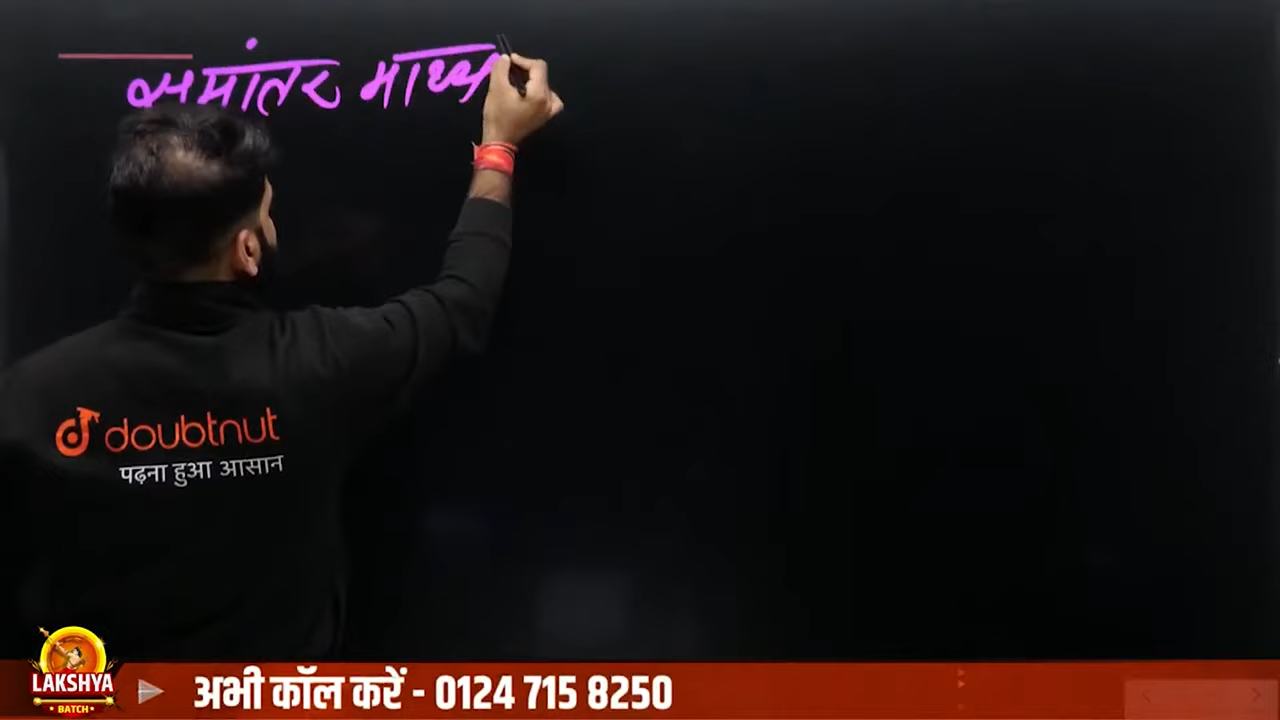 समांतर माध्य
doubtnut
पढ़ना हुआ आसान
LAKSHYA
BATCH
अभी कॉल करें - 0124 715 8250